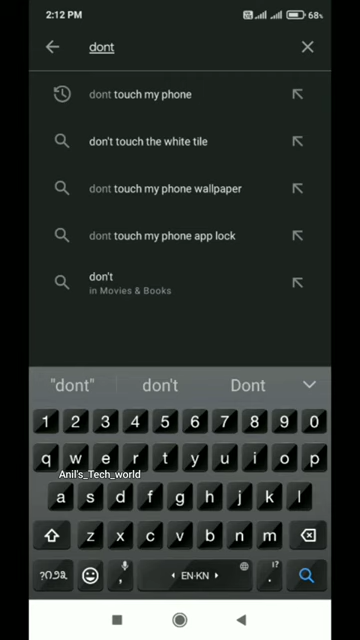 2:12 PM 68%
dont
dont touch my phone
don't touch the white tile
dont touch my phone wallpaper
dont touch my phone app lock
don't
in Movies & Books
"dont" don't Dont
1 2 3 4 5 6 7 8 9 0
q w e r t y u i o p
Anil's_Tech_world
a s d f g h j k l
z x c v b n m
, EN·KN . !?